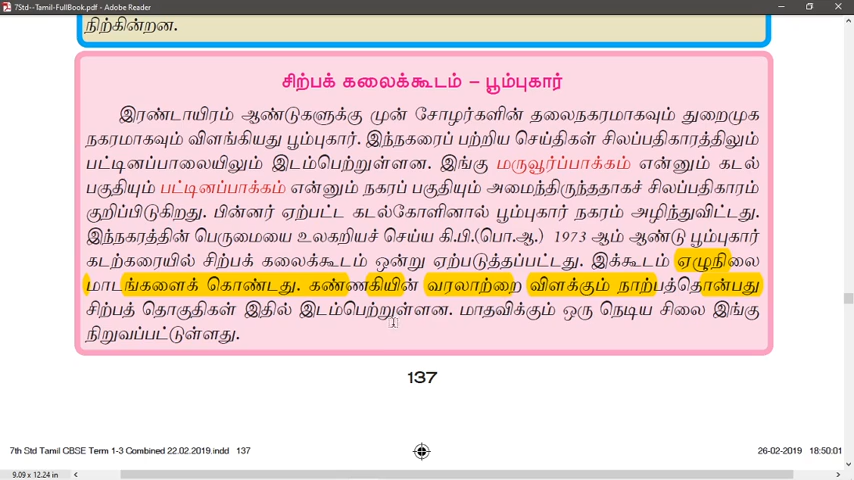 7Std--Tamil-FullBook.pdf - Adobe Reader
நிற்கின்றன.
சிற்பக் கலைக்கூடம் – பூம்புகார்
இரண்டாயிரம் ஆண்டுகளுக்கு முன் சோழர்களின் தலைநகரமாகவும் துறைமுக
நகரமாகவும் விளங்கியது பூம்புகார். இந்நகரைப் பற்றிய செய்திகள் சிலப்பதிகாரத்திலும்
பட்டினப்பாலையிலும் இடம்பெற்றுள்ளன. இங்கு மருவூர்ப்பாக்கம் என்னும் கடல்
பகுதியும் பட்டினப்பாக்கம் என்னும் நகரப் பகுதியும் அமைந்திருந்ததாகச் சிலப்பதிகாரம்
குறிப்பிடுகிறது. பின்னர் ஏற்பட்ட கடல்கோளினால் பூம்புகார் நகரம் அழிந்துவிட்டது.
இந்நகரத்தின் பெருமையை உலகறியச் செய்ய கி.பி.(பொ.ஆ.) 1973 ஆம் ஆண்டு பூம்புகார்
கடற்கரையில் சிற்பக் கலைக்கூடம் ஒன்று ஏற்படுத்தப்பட்டது. இக்கூடம் ஏழுநிலை
மாடங்களைக் கொண்டது. கண்ணகியின் வரலாற்றை விளக்கும் நாற்பத்தொன்பது
சிற்பத் தொகுதிகள் இதில் இடம்பெற்றுள்ளன. மாதவிக்கும் ஒரு நெடிய சிலை இங்கு
நிறுவப்பட்டுள்ளது.
137
7th Std Tamil CBSE Term 1-3 Combined 22.02.2019.indd 137
26-02-2019 18:50:01
9.09 x 12.24 in